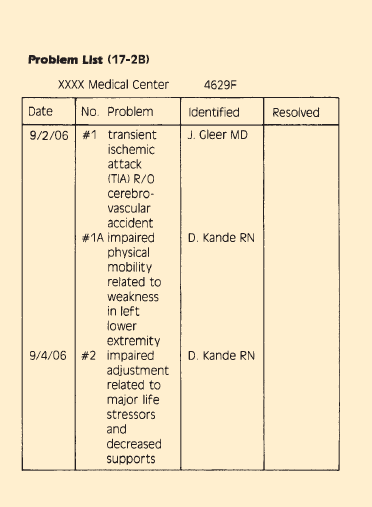 Problem List (17-2B)
XXXX Medical Center 4629F
Date No. Problem Identified Resolved
9/2/06 #1 transient J. Gleer MD
ischemic
attack
(TIA) R/O
cerebro-
vascular
accident
#1A impaired D. Kande RN
physical
mobility
related to
weakness
in left
lower
extremity
9/4/06 #2 impaired D. Kande RN
adjustment
related to
major life
stressors
and
decreased
supports